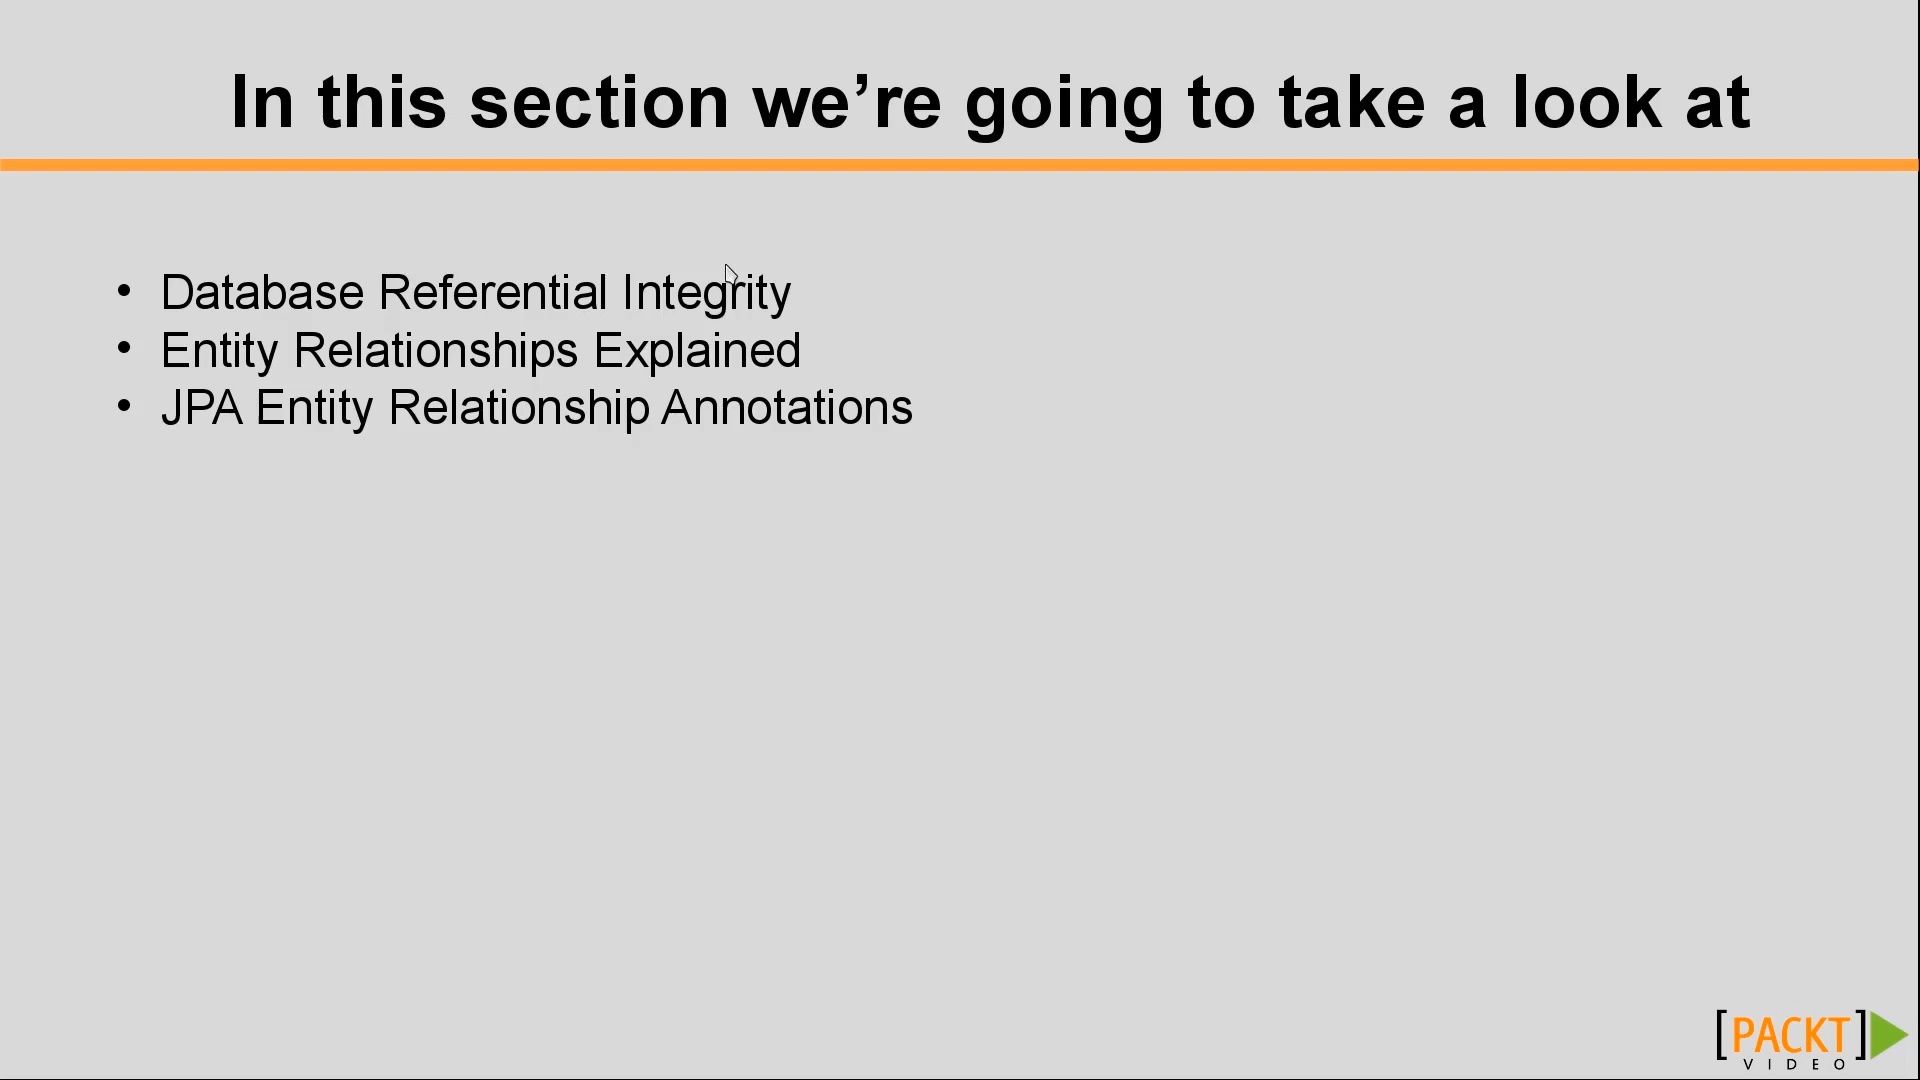 In this section we’re going to take a look at
• Database Referential Integrity
• Entity Relationships Explained
• JPA Entity Relationship Annotations
[PACKT]
VIDEO